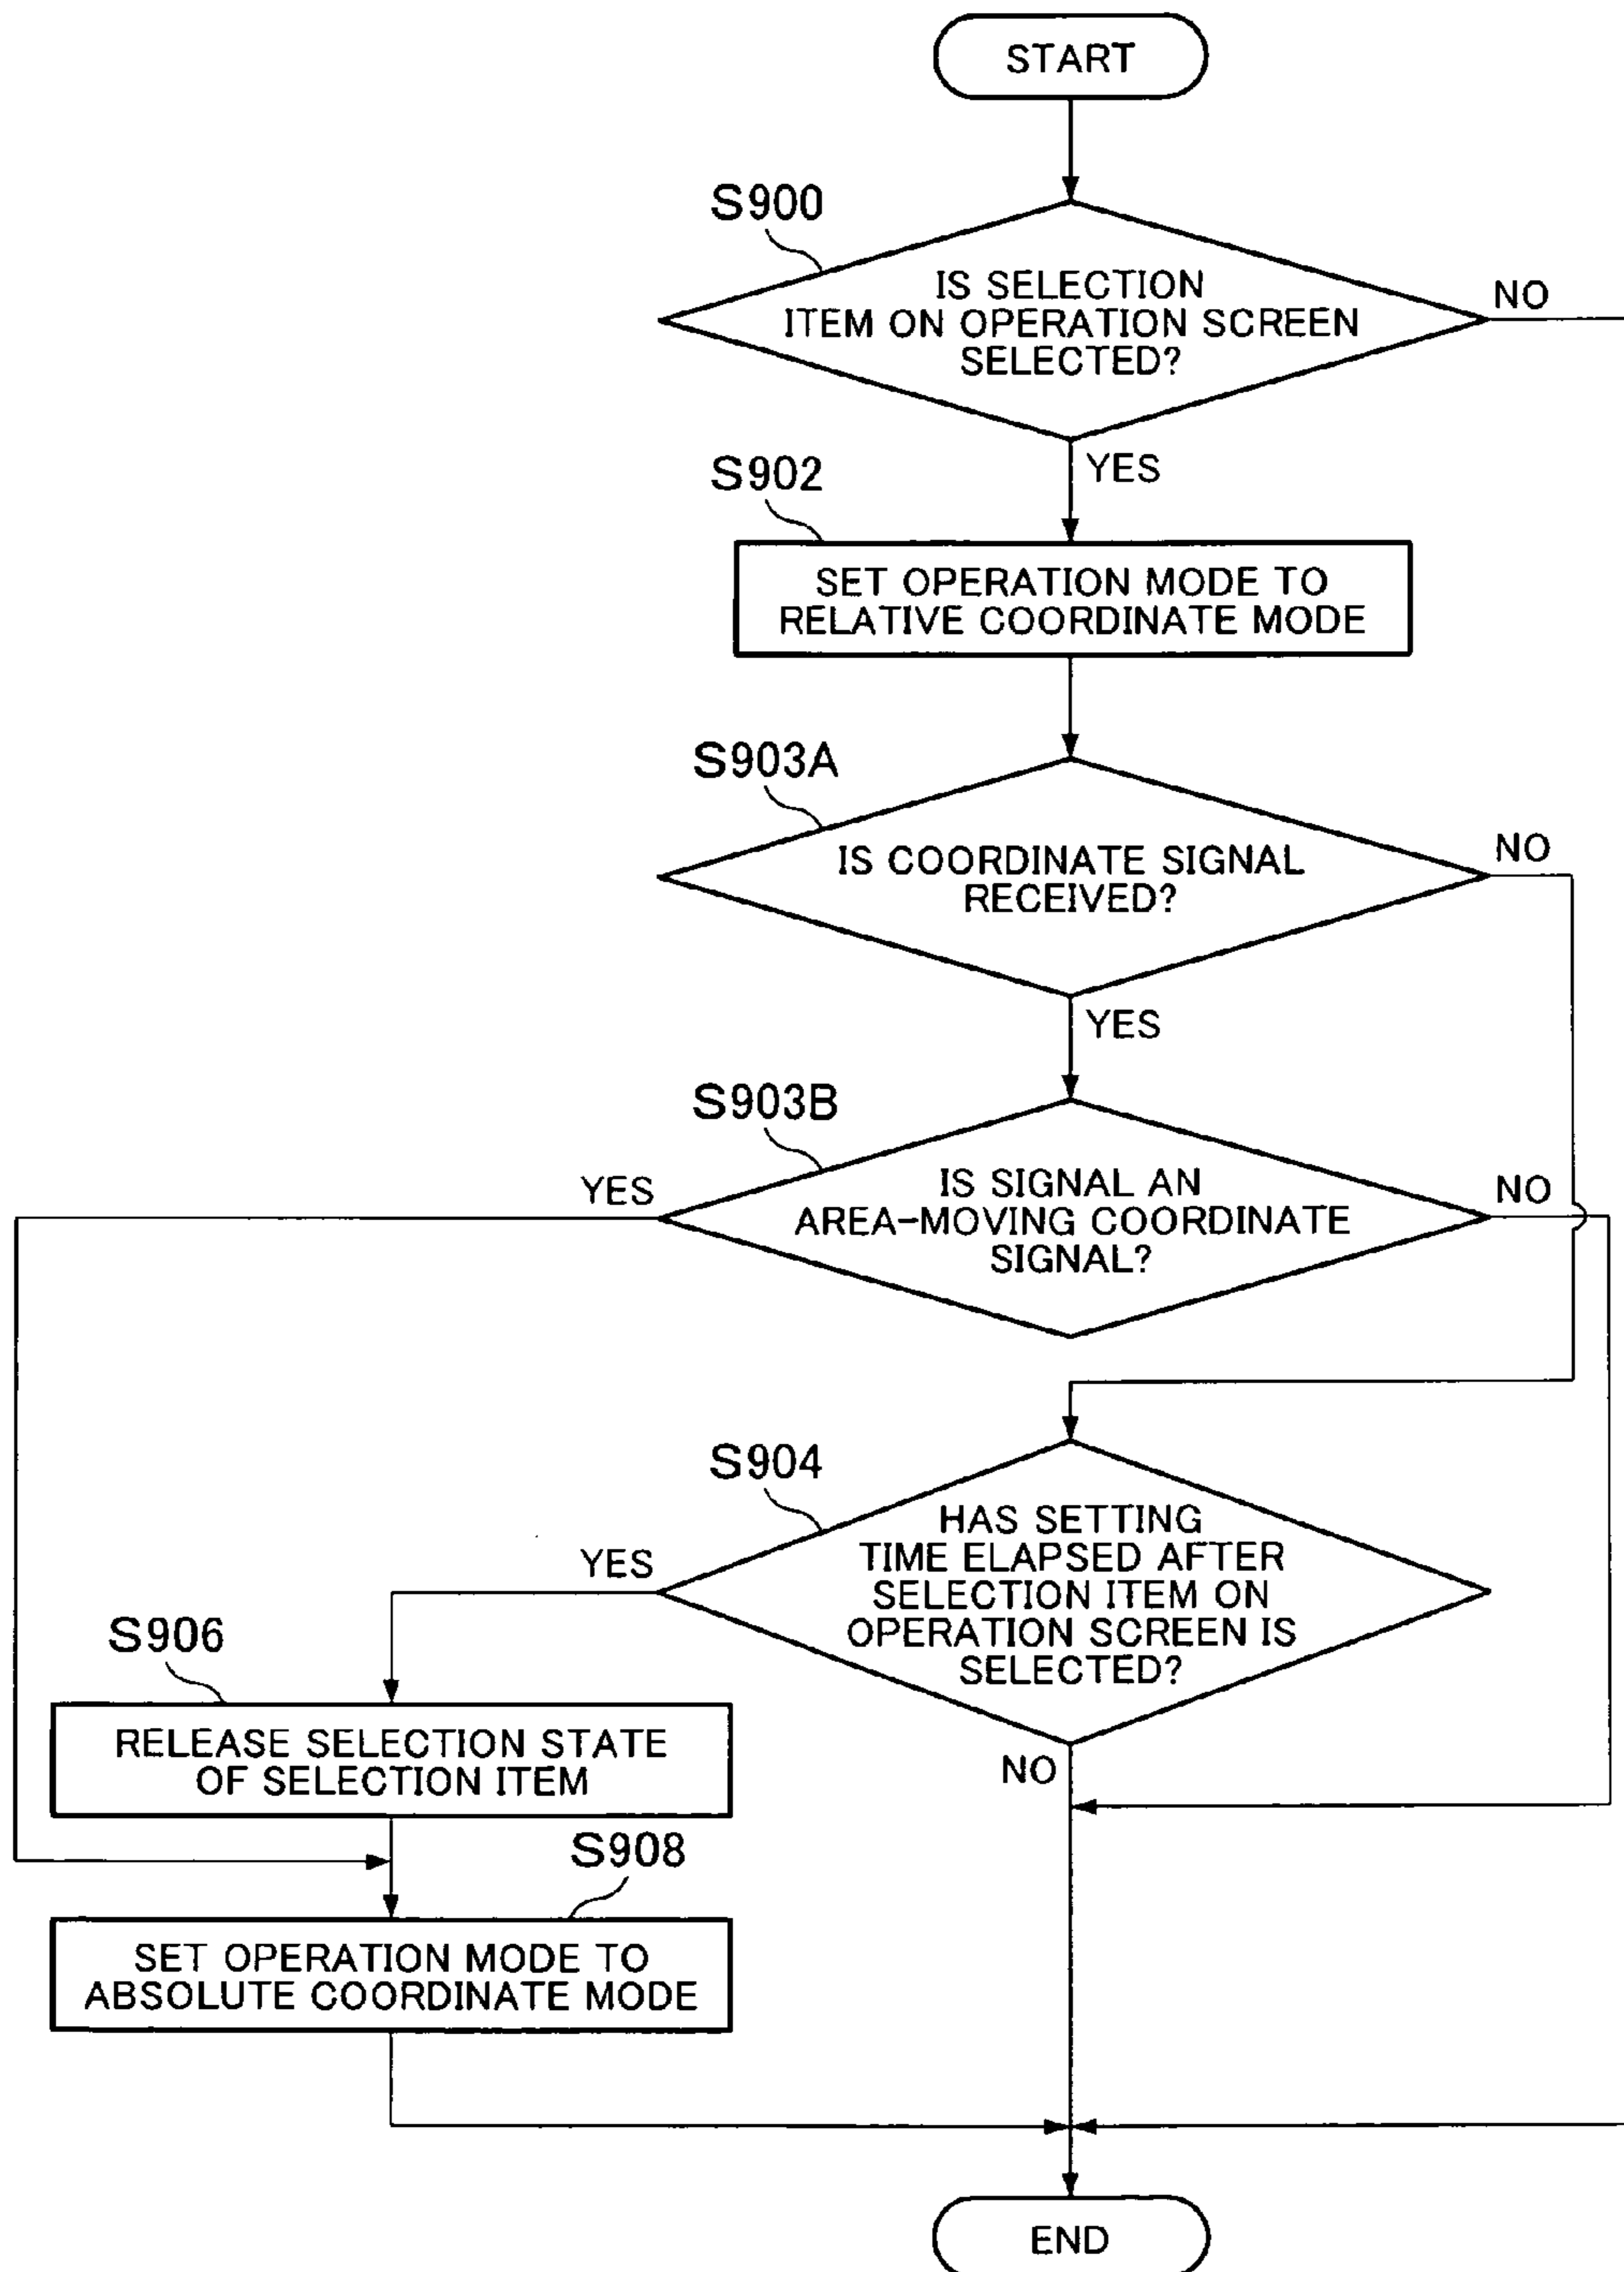 START
S900
IS SELECTION
ITEM ON OPERATION SCREEN
SELECTED?
NO
YES
S902
SET OPERATION MODE TO
RELATIVE COORDINATE MODE
S903A
IS COORDINATE SIGNAL
RECEIVED?
NO
YES
S903B
IS SIGNAL AN
AREA-MOVING COORDINATE
SIGNAL?
YES
NO
S904
HAS SETTING
TIME ELAPSED AFTER
SELECTION ITEM ON
OPERATION SCREEN IS
SELECTED?
YES
NO
S906
RELEASE SELECTION STATE
OF SELECTION ITEM
S908
SET OPERATION MODE TO
ABSOLUTE COORDINATE MODE
END